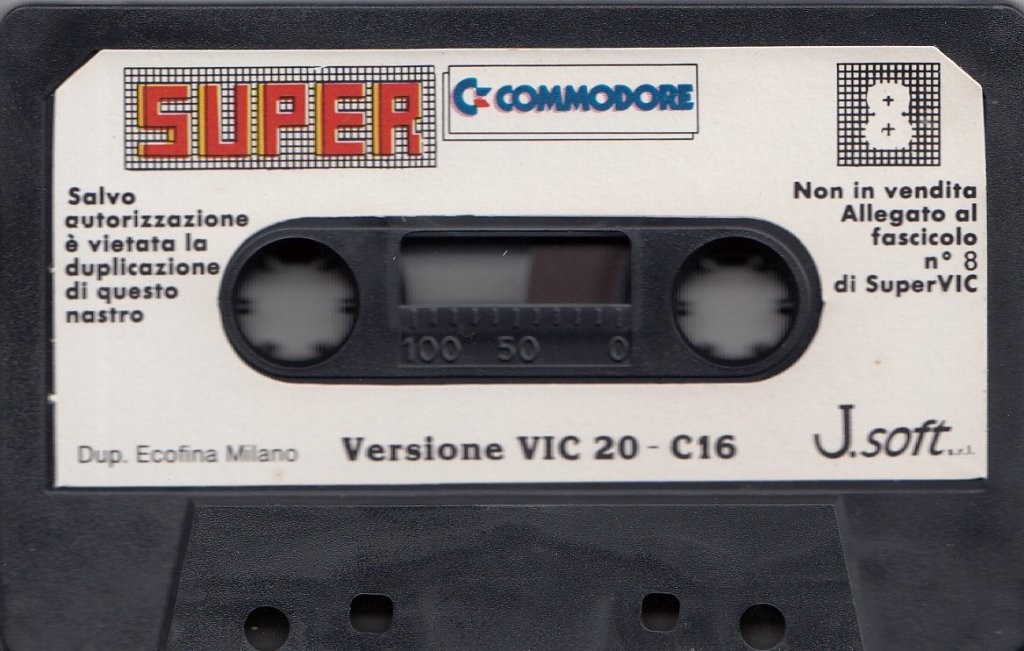 SUPER
COMMODORE
8
Salvo
autorizzazione
è vietata la
duplicazione
di questo
nastro
Non in vendita
Allegato al
fascicolo
n° 8
di SuperVIC
100 50 0
Dup. Ecofina Milano
Versione VIC 20 - C16
J.soft s.r.l.